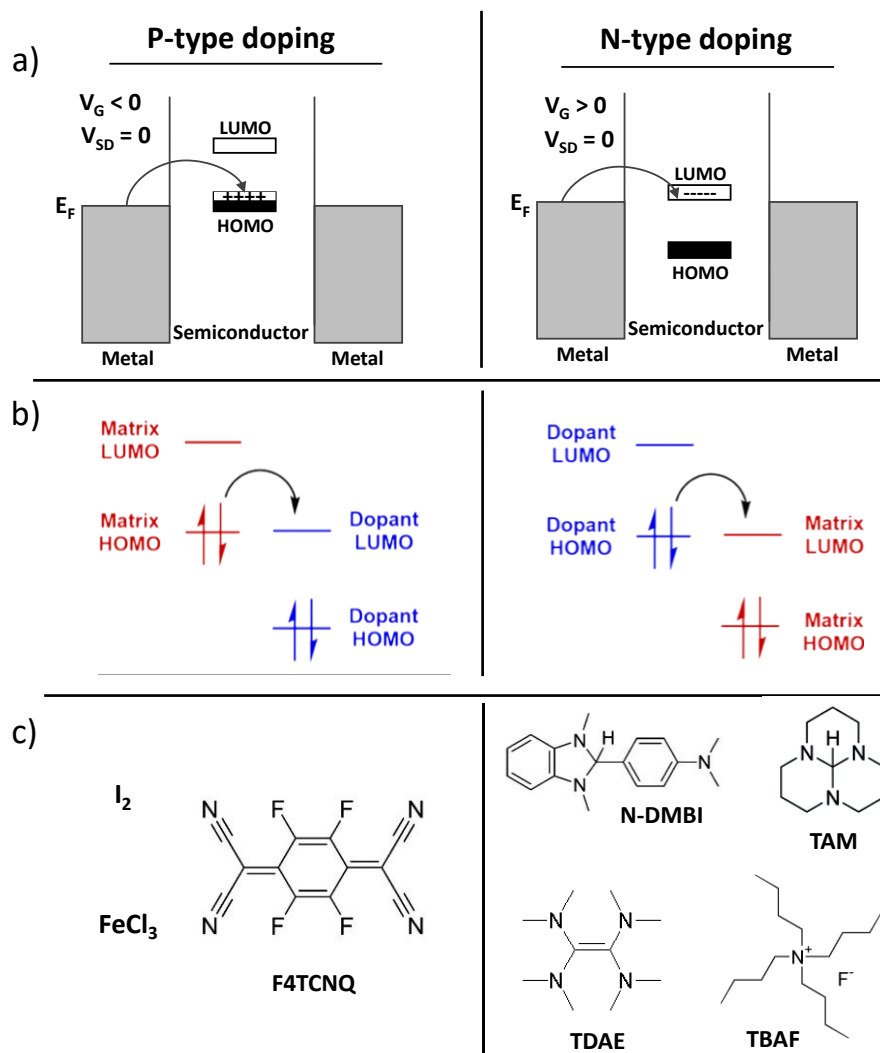 P-type doping
N-type doping
a)
V_G < 0
V_SD = 0
LUMO
++++
HOMO
E_F
Semiconductor
Metal
Metal
V_G > 0
V_SD = 0
LUMO
-----
HOMO
E_F
Semiconductor
Metal
Metal
b)
Matrix
LUMO
Matrix
HOMO
Dopant
LUMO
Dopant
HOMO
Dopant
LUMO
Dopant
HOMO
Matrix
LUMO
Matrix
HOMO
c)
I₂
FeCl₃
N
N
F
F
F
F
N
N
F4TCNQ
N
H
N
N
N-DMBI
H
N
N
N
TAM
N
N
N
N
TDAE
N⁺
F⁻
TBAF